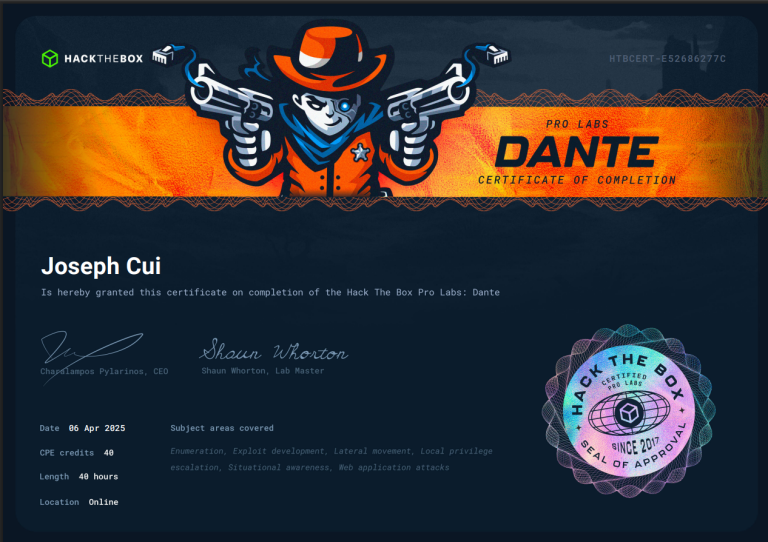 HACKTHEBOX
HTBCERT-E52686277C
PRO LABS
DANTE
CERTIFICATE OF COMPLETION
Joseph Cui
Is hereby granted this certificate on completion of the Hack The Box Pro Labs: Dante
Shaun Whorton
Charalampos Pylarinos, CEO
Shaun Whorton, Lab Master
Date 06 Apr 2025
Subject areas covered
CPE credits 40
Enumeration, Exploit development, Lateral movement, Local privilege
escalation, Situational awareness, Web application attacks
Length 40 hours
Location Online
HACK THE BOX
CERTIFIED
PRO LABS
SINCE 2017
SEAL OF APPROVAL